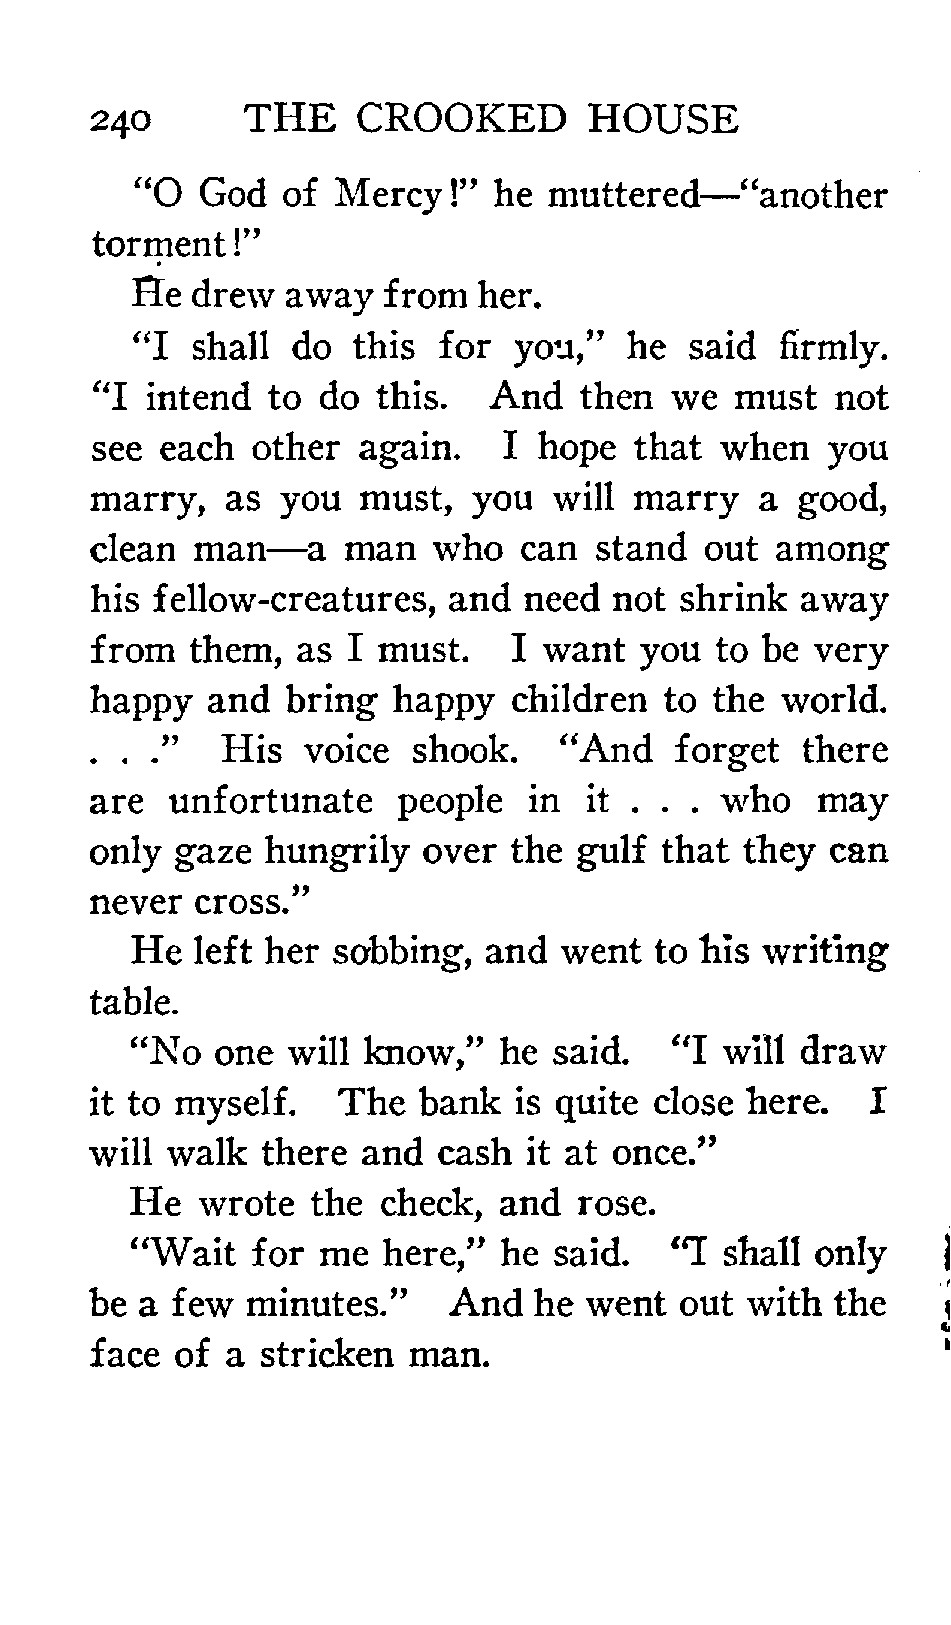 240 THE CROOKED HOUSE
"O God of Mercy!" he muttered—"another
torment!"
He drew away from her.
"I shall do this for you," he said firmly.
"I intend to do this. And then we must not
see each other again. I hope that when you
marry, as you must, you will marry a good,
clean man—a man who can stand out among
his fellow-creatures, and need not shrink away
from them, as I must. I want you to be very
happy and bring happy children to the world.
. . ." His voice shook. "And forget there
are unfortunate people in it . . . who may
only gaze hungrily over the gulf that they can
never cross."
He left her sobbing, and went to his writing
table.
"No one will know," he said. "I will draw
it to myself. The bank is quite close here. I
will walk there and cash it at once."
He wrote the check, and rose.
"Wait for me here," he said. "I shall only
be a few minutes." And he went out with the
face of a stricken man.